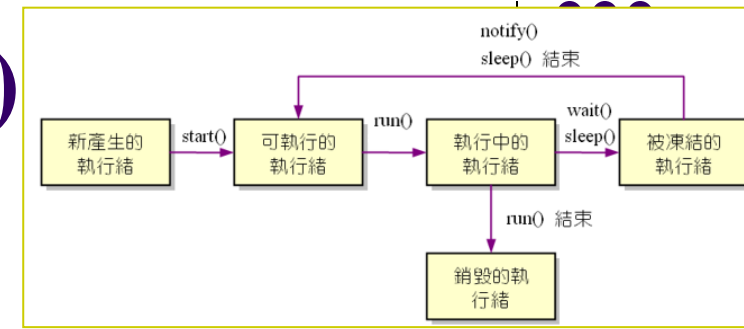 notify()
sleep() 結束
新產生的
執行緒
start()
可執行的
執行緒
run()
執行中的
執行緒
wait()
sleep()
被凍結的
執行緒
run() 結束
銷毀的執
行緒